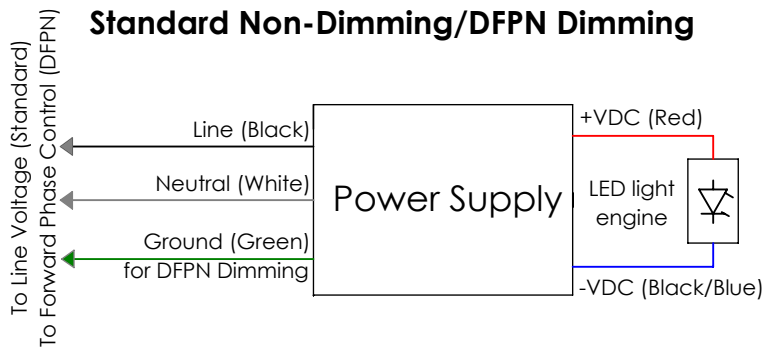 Standard Non-Dimming/DFPN Dimming
To Line Voltage (Standard)
To Forward Phase Control (DFPN)
Line (Black)
Neutral (White)
Ground (Green)
for DFPN Dimming
Power Supply
+VDC (Red)
LED light
engine
-VDC (Black/Blue)